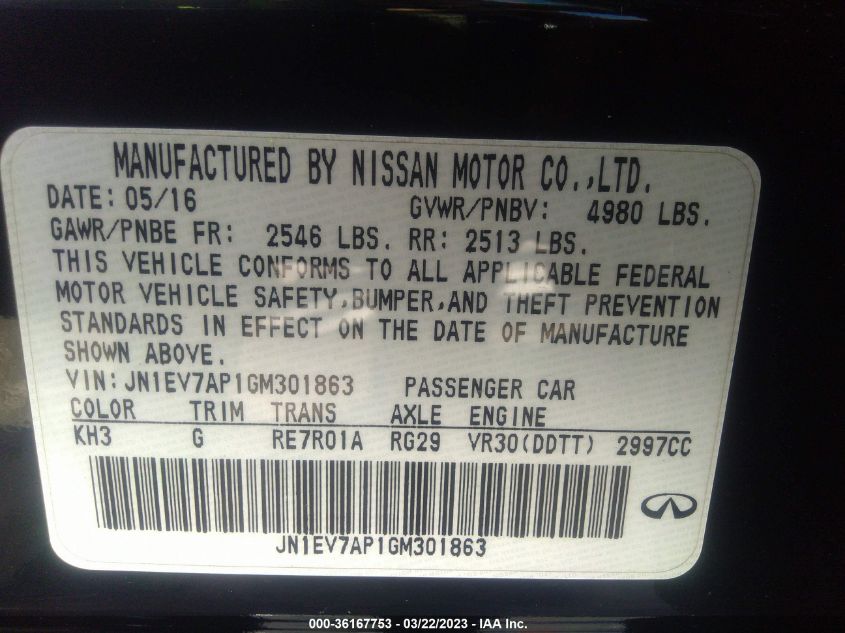 MANUFACTURED BY NISSAN MOTOR CO.,LTD.
DATE: 05/16 GVWR/PNBV: 4980 LBS.
GAWR/PNBE FR: 2546 LBS. RR: 2513 LBS.
THIS VEHICLE CONFORMS TO ALL APPLICABLE FEDERAL
MOTOR VEHICLE SAFETY,BUMPER,AND THEFT PREVENTION
STANDARDS IN EFFECT ON THE DATE OF MANUFACTURE
SHOWN ABOVE.
VIN: JN1EV7AP1GM301863 PASSENGER CAR
COLOR TRIM TRANS AXLE ENGINE
KH3 G RE7R01A RG29 VR30(DDTT) 2997CC
JN1EV7AP1GM301863
000-36167753 — 03/22/2023 — IAA Inc.